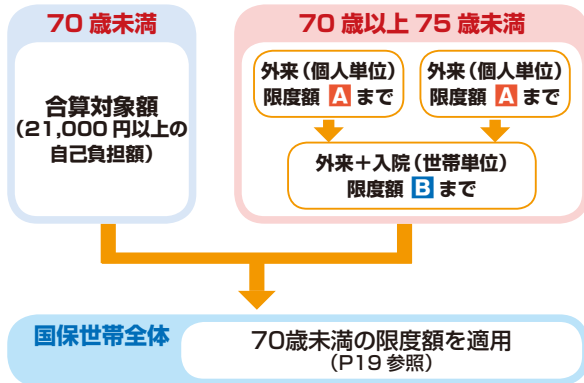 70 歳未満
合算対象額
(21,000 円以上の
自己負担額)
70 歳以上 75 歳未満
外来(個人単位)
限度額 A まで
外来(個人単位)
限度額 A まで
外来+入院(世帯単位)
限度額 B まで
国保世帯全体
70歳未満の限度額を適用
(P19 参照)